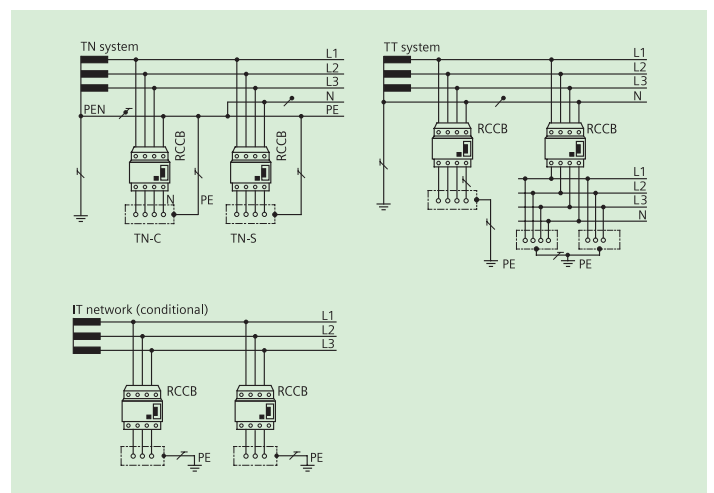 TN system
L1
L2
L3
N
PEN
PE
RCCB
RCCB
N
PE
TN-C
TN-S
TT system
L1
L2
L3
N
RCCB
RCCB
L1
L2
L3
N
PE
PE
IT network (conditional)
L1
L2
L3
RCCB
RCCB
PE
PE